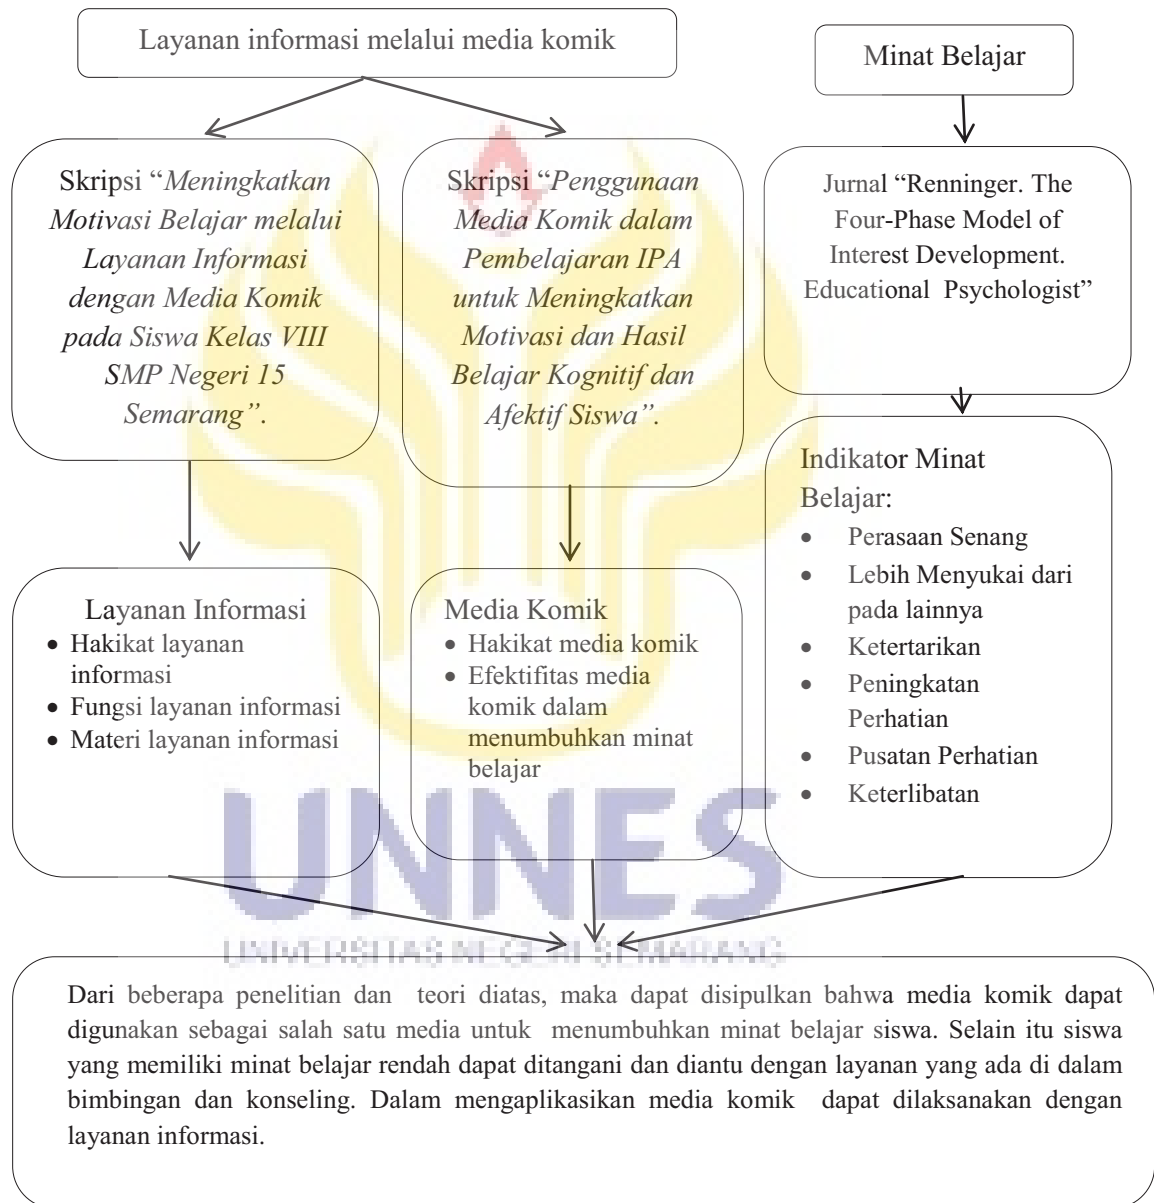 Layanan informasi melalui media komik
Minat Belajar
Skripsi “Meningkatkan
Motivasi Belajar melalui
Layanan Informasi
dengan Media Komik
pada Siswa Kelas VIII
SMP Negeri 15
Semarang”.
Skripsi “Penggunaan
Media Komik dalam
Pembelajaran IPA
untuk Meningkatkan
Motivasi dan Hasil
Belajar Kognitif dan
Afektif Siswa”.
Jurnal “Renninger. The
Four-Phase Model of
Interest Development.
Educational Psychologist”
Layanan Informasi
• Hakikat layanan
informasi
• Fungsi layanan informasi
• Materi layanan informasi
Media Komik
• Hakikat media komik
• Efektifitas media
komik dalam
menumbuhkan minat
belajar
Indikator Minat
Belajar:
• Perasaan Senang
• Lebih Menyukai dari
pada lainnya
• Ketertarikan
• Peningkatan
Perhatian
• Pusatan Perhatian
• Keterlibatan
UNNES
UNIVERSITAS NEGERI SEMARANG
Dari beberapa penelitian dan teori diatas, maka dapat disipulkan bahwa media komik dapat
digunakan sebagai salah satu media untuk menumbuhkan minat belajar siswa. Selain itu siswa
yang memiliki minat belajar rendah dapat ditangani dan diantu dengan layanan yang ada di dalam
bimbingan dan konseling. Dalam mengaplikasikan media komik dapat dilaksanakan dengan
layanan informasi.